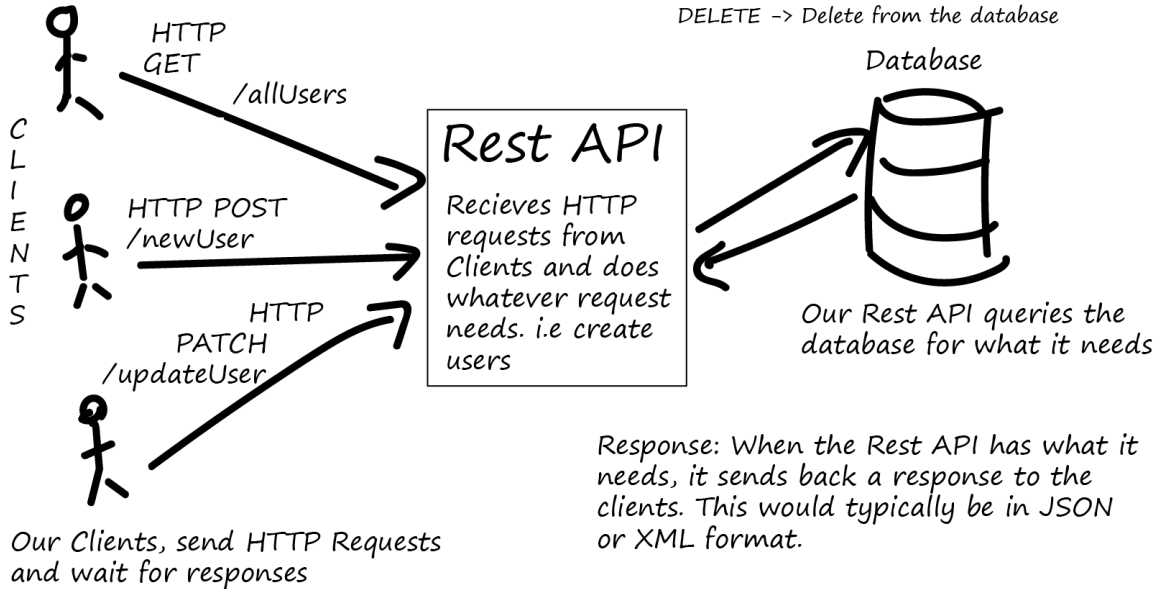 DELETE -> Delete from the database
HTTP
GET
/allUsers
CLIENTS
HTTP POST
/newUser
HTTP
PATCH
/updateUser
Our Clients, send HTTP Requests
and wait for responses
Rest API
Recieves HTTP
requests from
Clients and does
whatever request
needs. i.e create
users
Database
Our Rest API queries the
database for what it needs
Response: When the Rest API has what it
needs, it sends back a response to the
clients. This would typically be in JSON
or XML format.